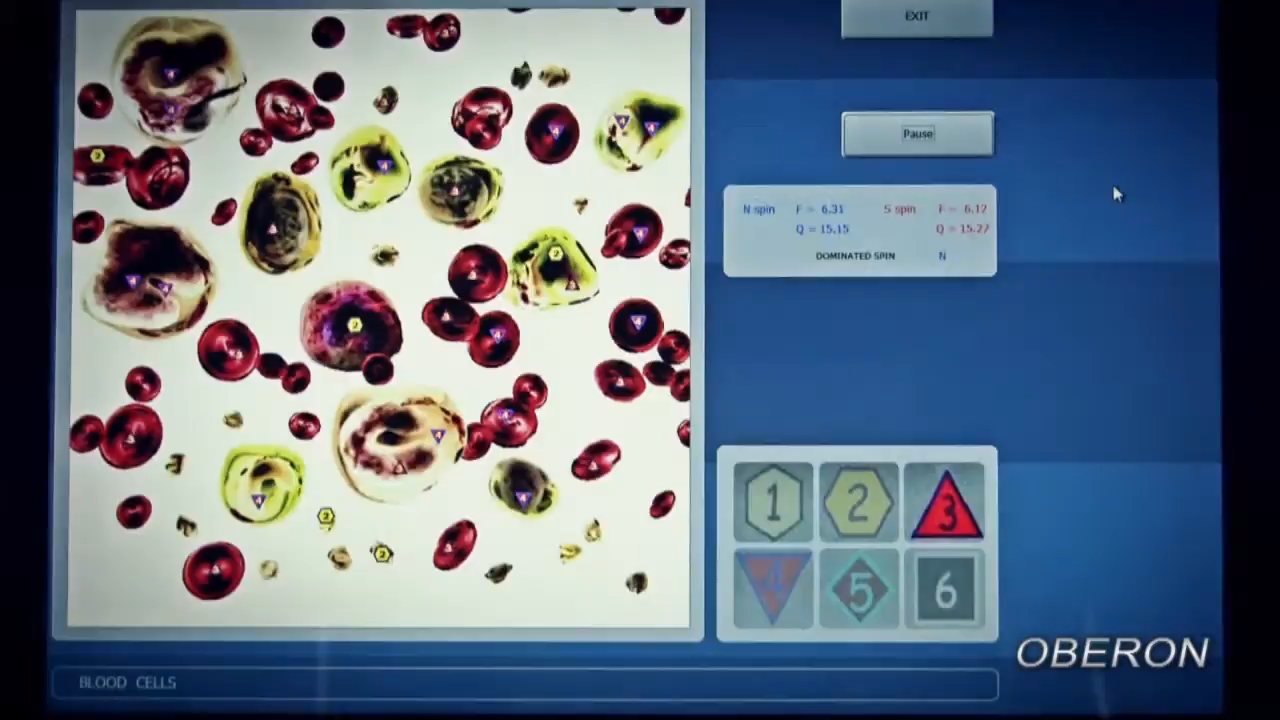 EXIT
Pause
N spin F = 6.31 S spin F = 6.12
Q = 15.15 Q = 15.27
DOMINATED SPIN N
1 2 3
4 5 6
OBERON
BLOOD CELLS